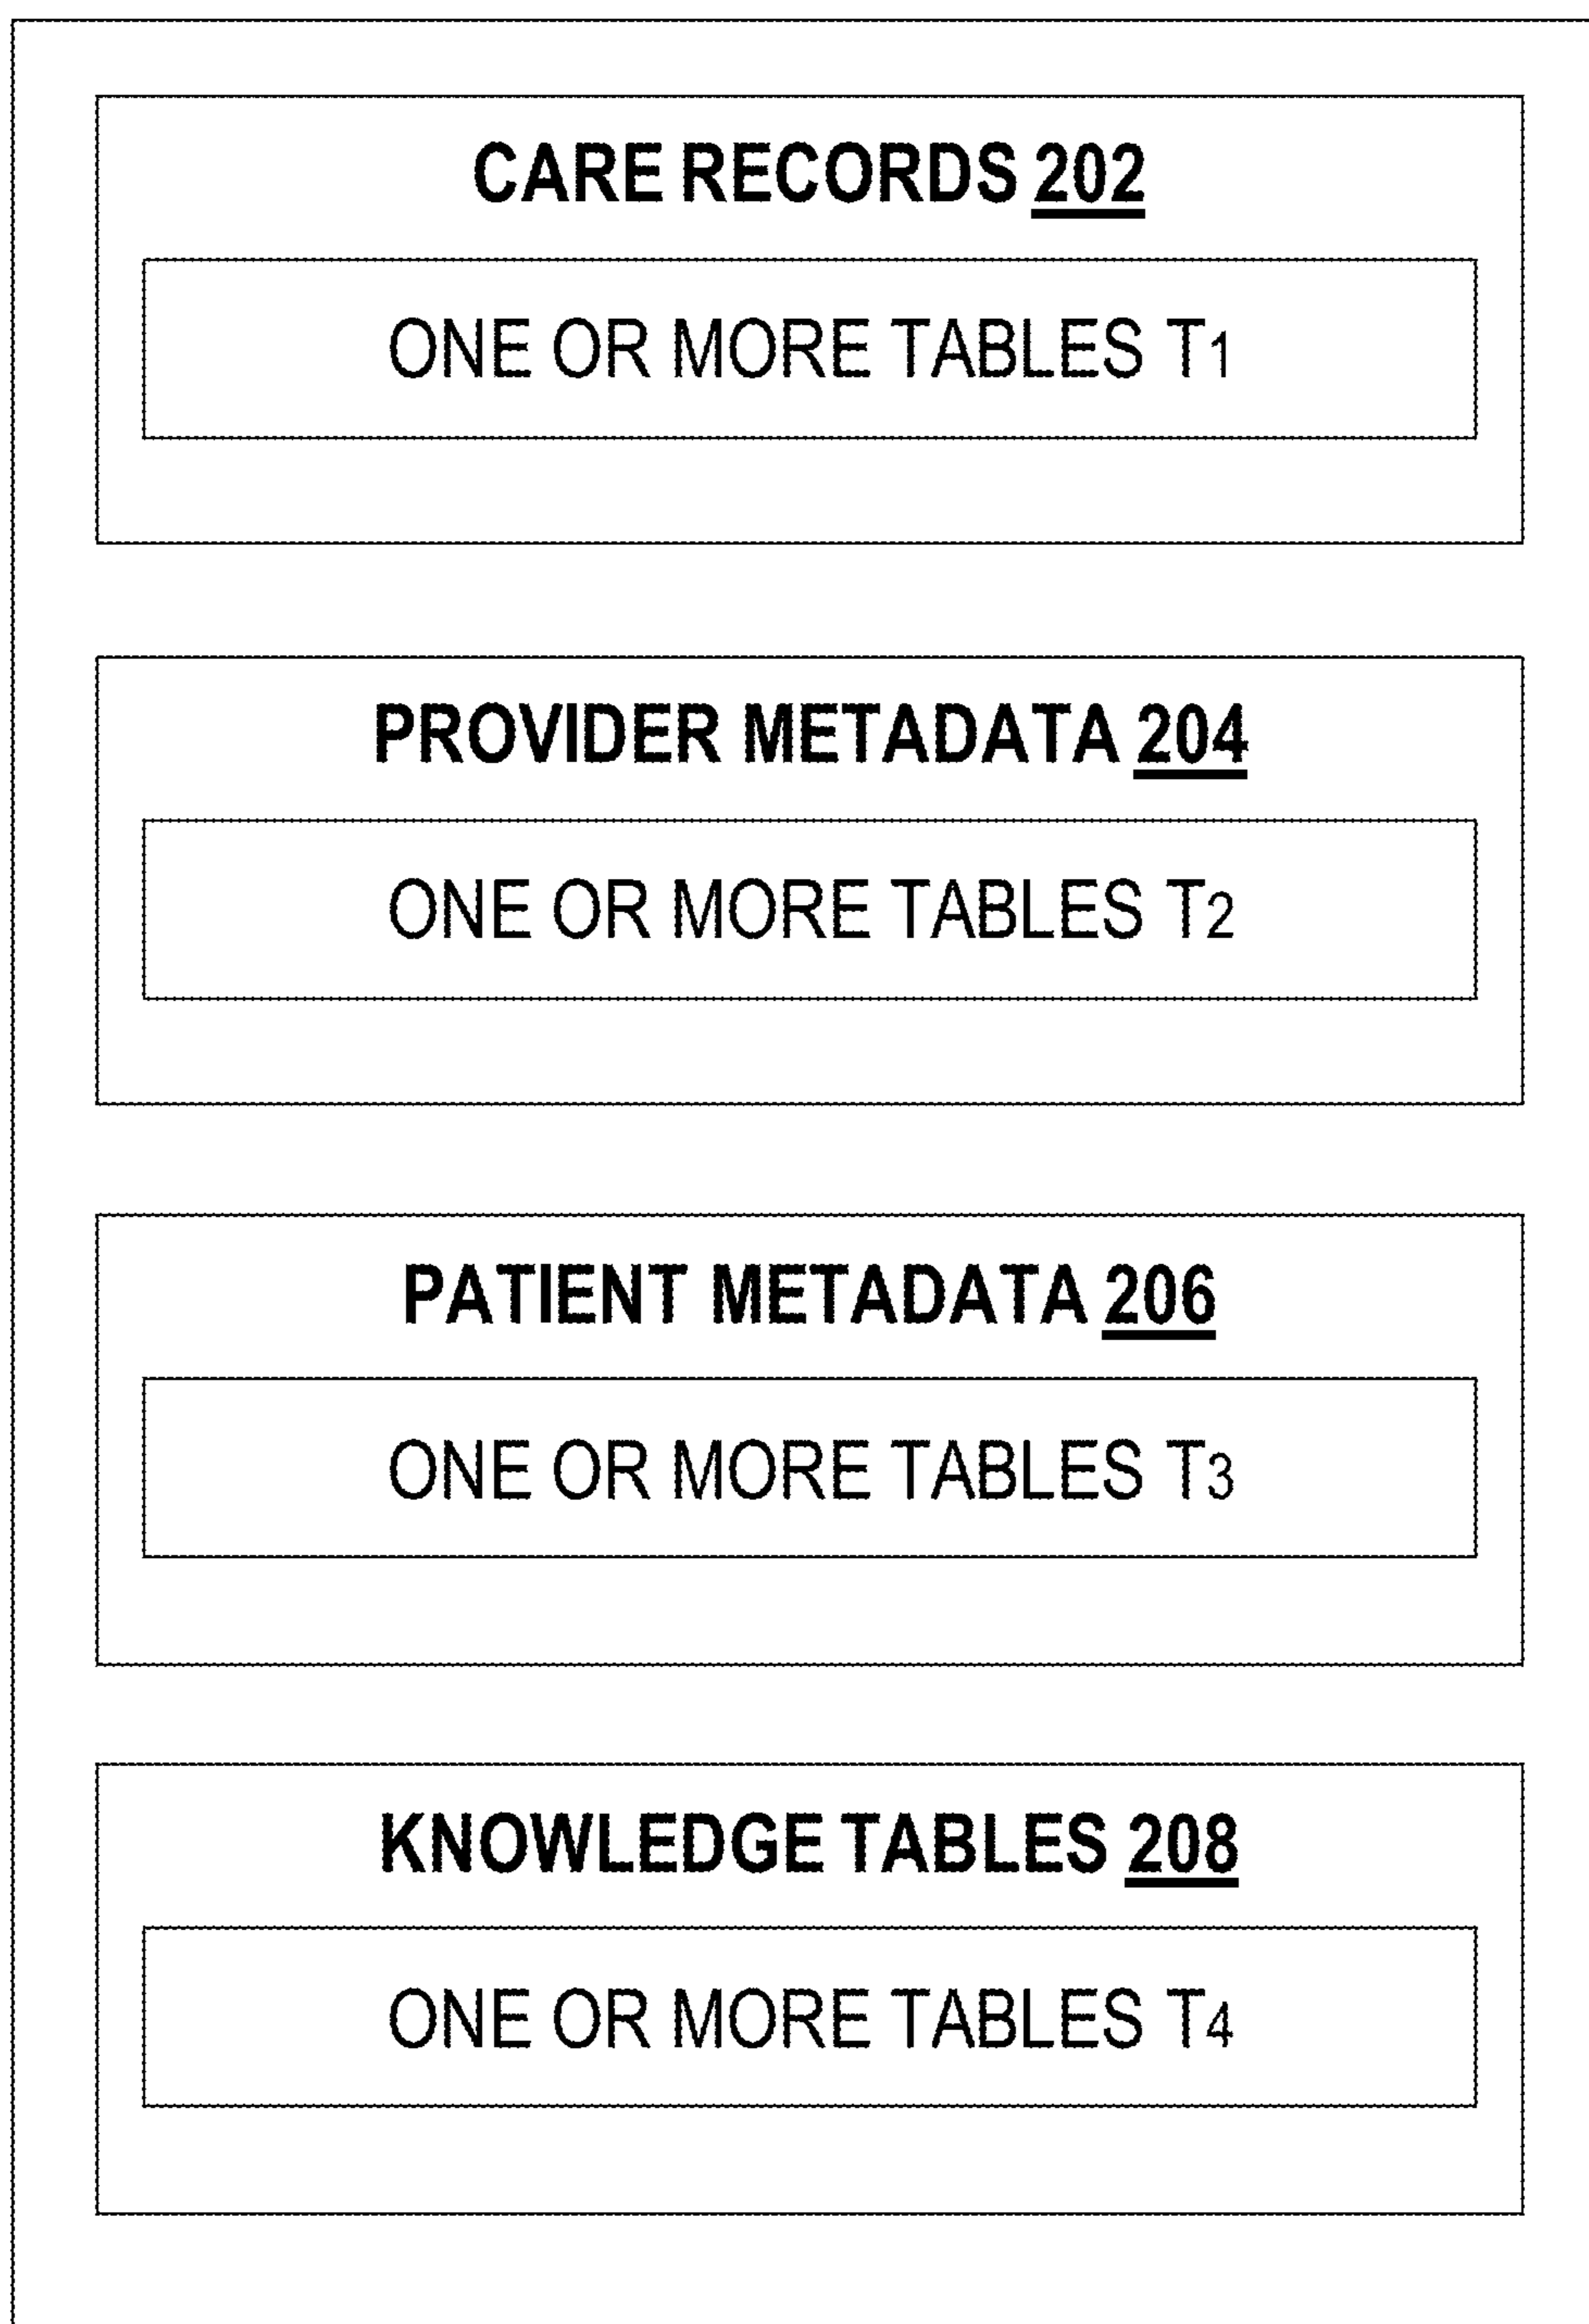 CARE RECORDS 202
ONE OR MORE TABLES T1
PROVIDER METADATA 204
ONE OR MORE TABLES T2
PATIENT METADATA 206
ONE OR MORE TABLES T3
KNOWLEDGE TABLES 208
ONE OR MORE TABLES T4